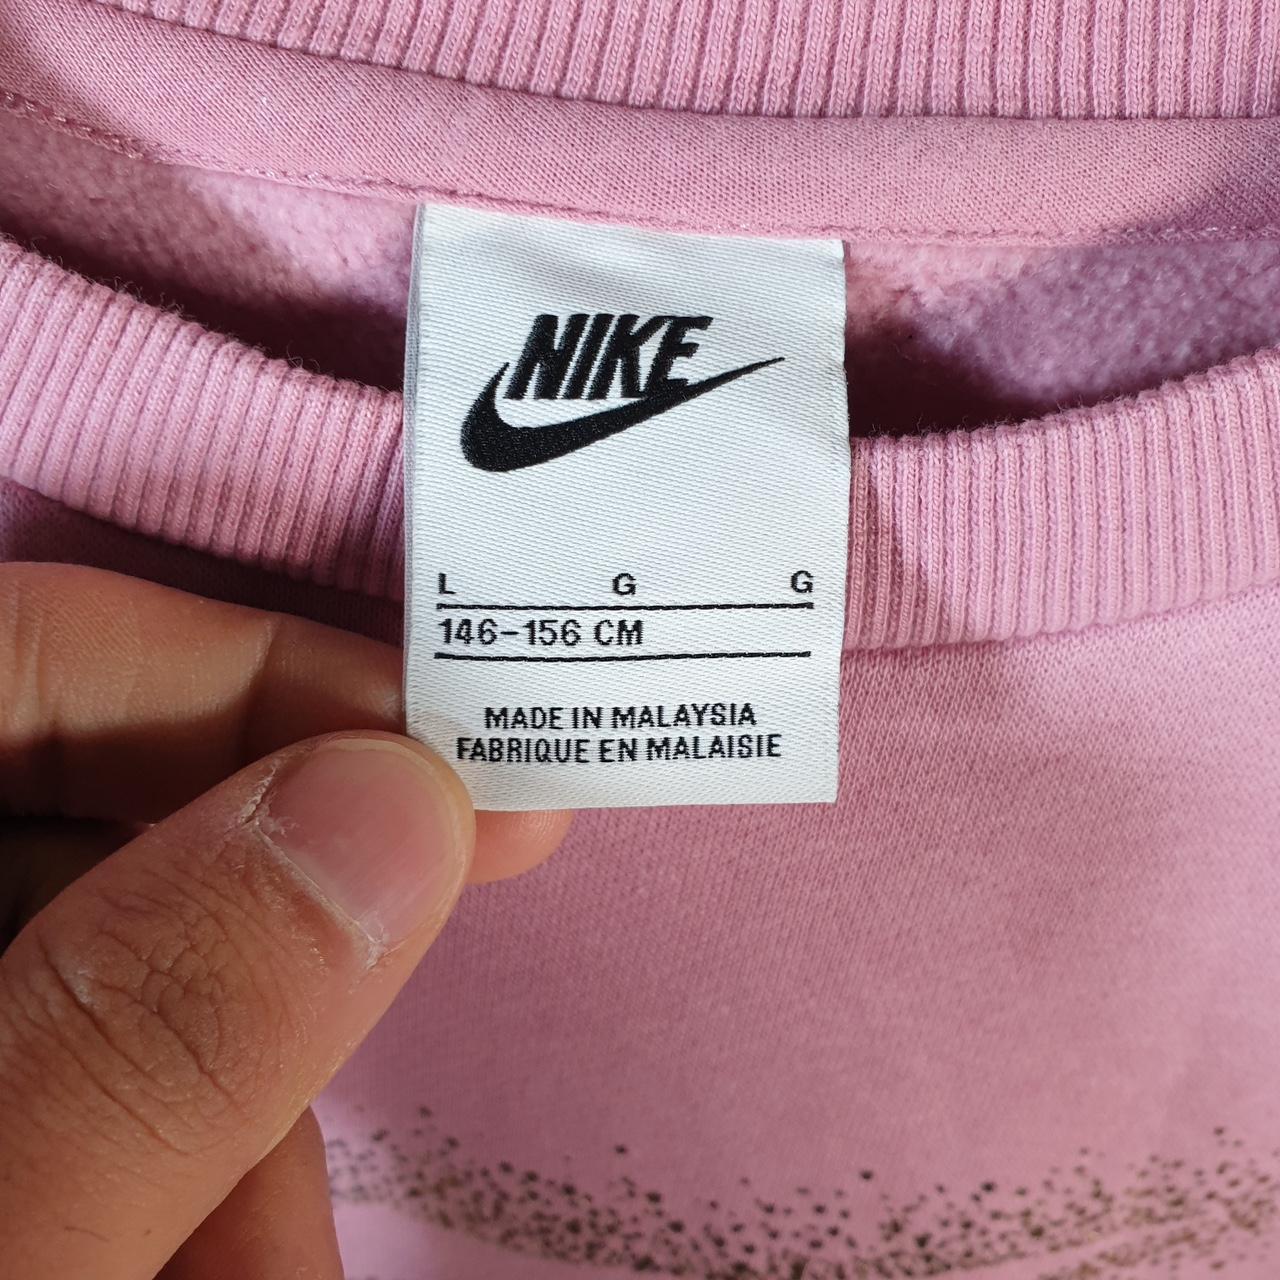 NIKE
L G G
146-156 CM
MADE IN MALAYSIA
FABRIQUE EN MALAISIE